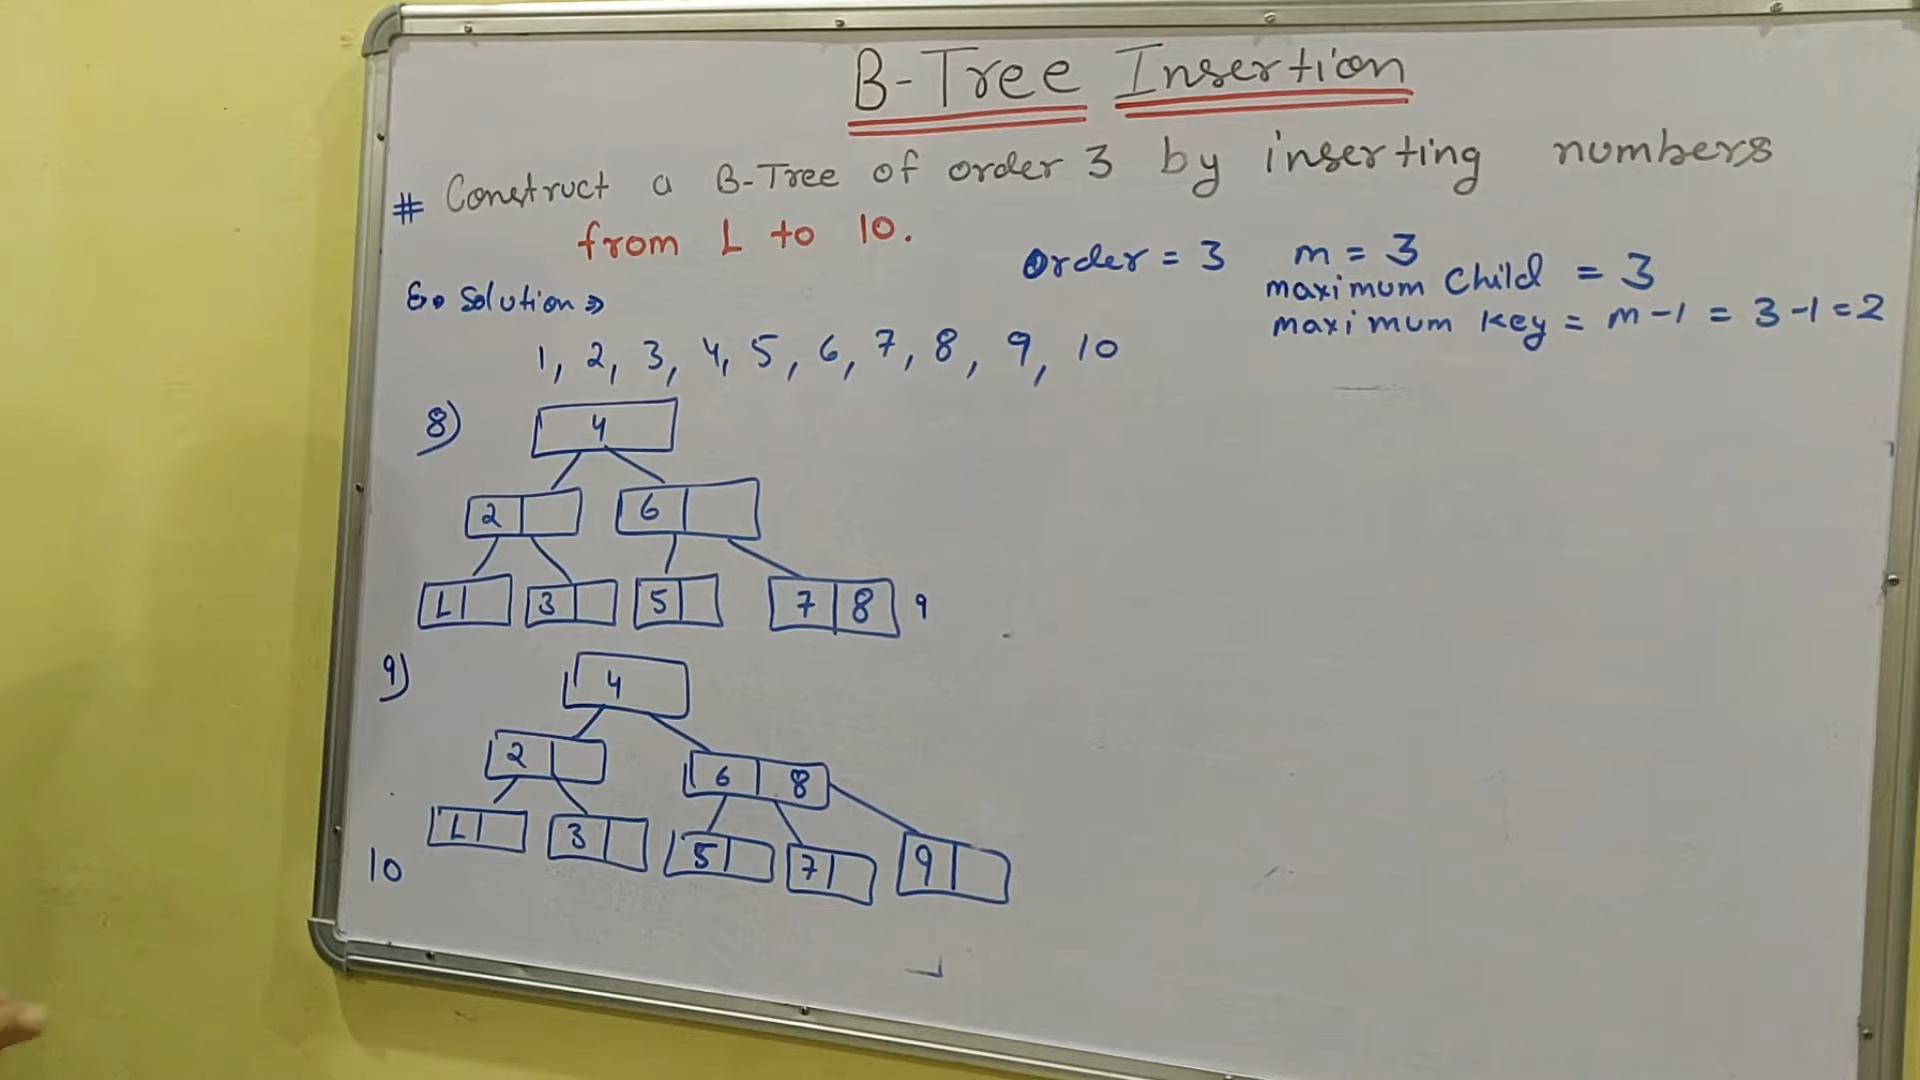 B-Tree Insertion
# Construct a B-Tree of order 3 by inserting numbers
from 1 to 10.
Order = 3 m = 3
maximum Child = 3
maximum key = m-1 = 3-1=2
Solution ⇒
1, 2, 3, 4, 5, 6, 7, 8, 9, 10
8)
4
2 6
1 3 5 7 8 9
9)
4
2 6 8
1 3 5 7 9
10